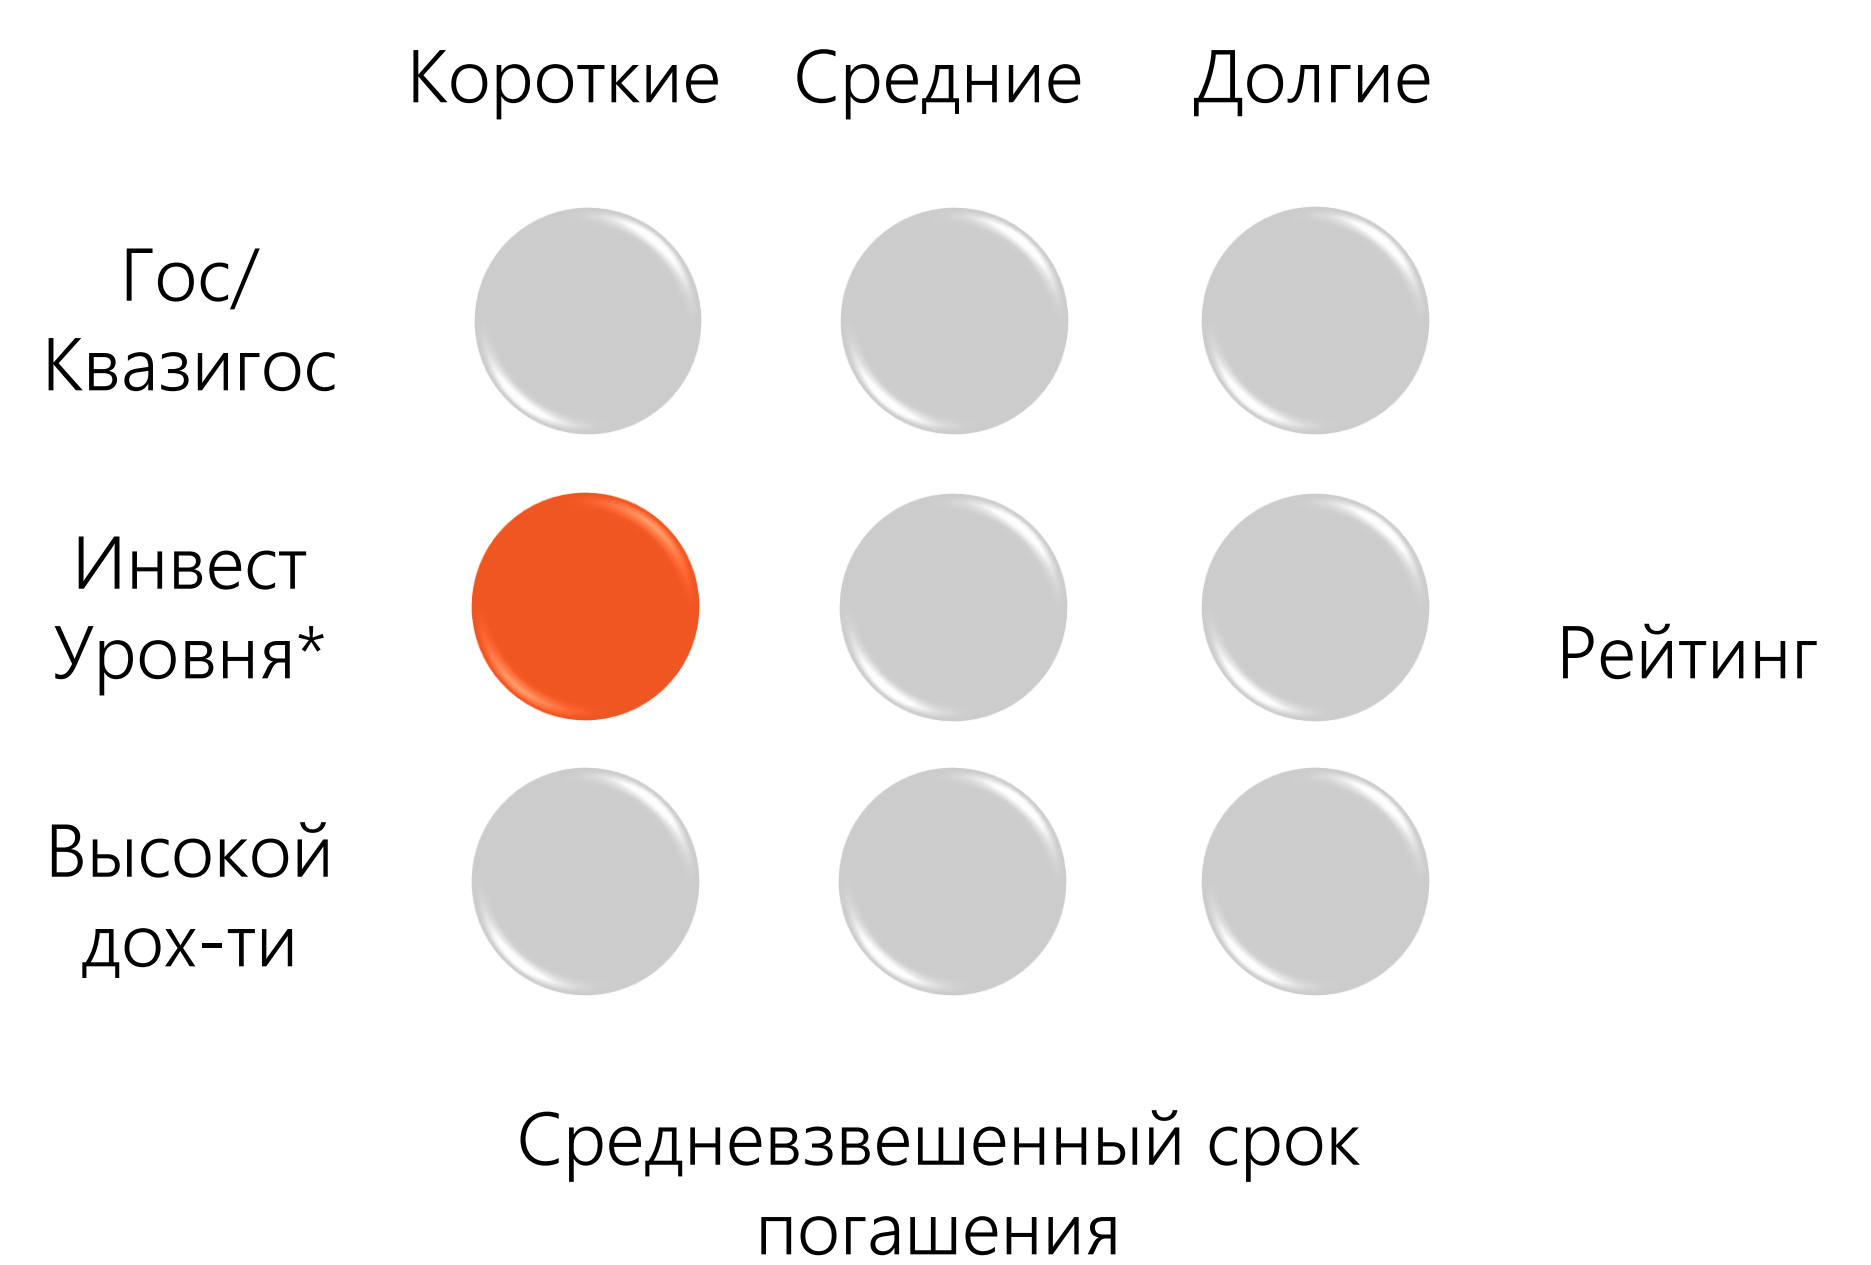 Короткие Средние Долгие
Гос/
Квазигос
Инвест
Уровня*
Рейтинг
Высокой
дох-ти
Средневзвешенный срок
погашения